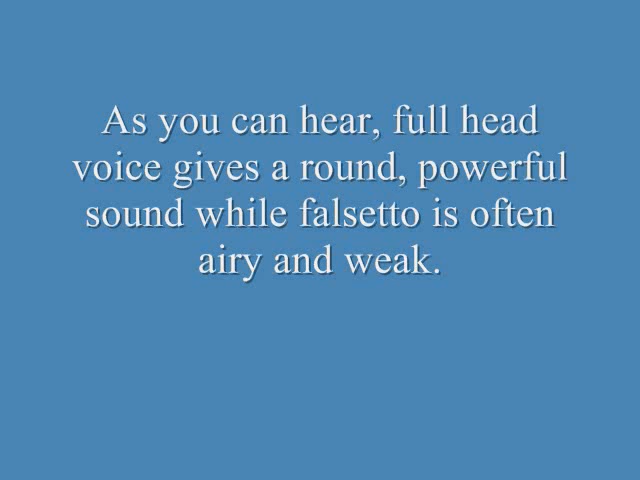 As you can hear, full head
voice gives a round, powerful
sound while falsetto is often
airy and weak.